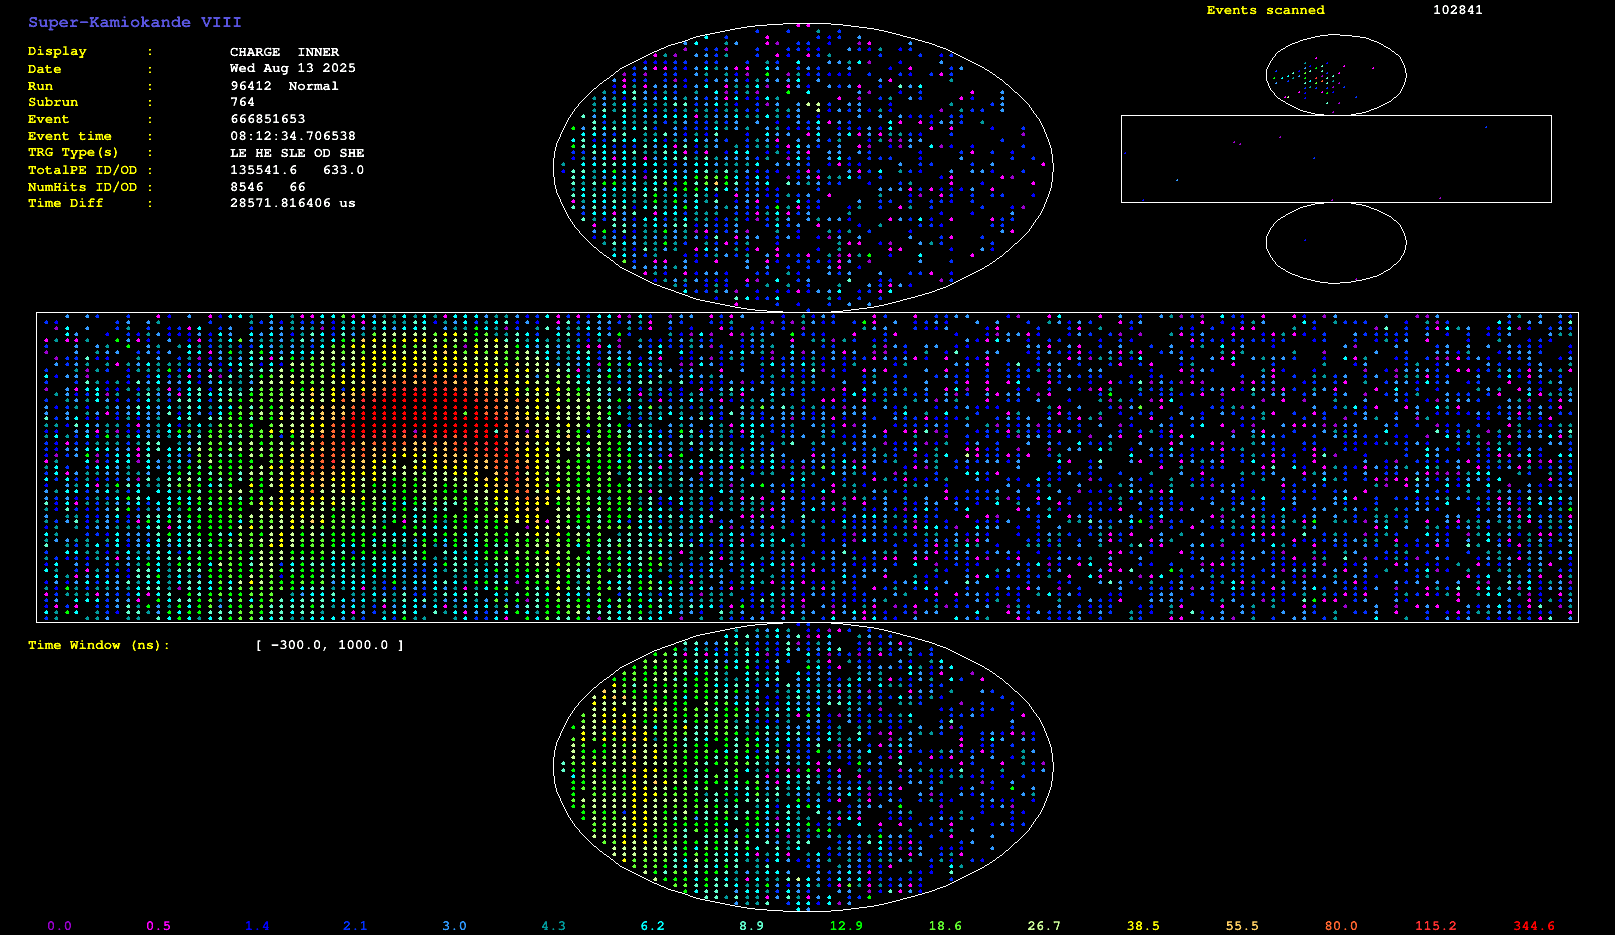 Super-Kamiokande VIII
Events scanned 102841
Display : CHARGE INNER
Date : Wed Aug 13 2025
Run : 96412 Normal
Subrun : 764
Event : 666851653
Event time : 08:12:34.706538
TRG Type(s) : LE HE SLE OD SHE
TotalPE ID/OD : 135541.6 633.0
NumHits ID/OD : 8546 66
Time Diff : 28571.816406 us
Time Window (ns): [ -300.0, 1000.0 ]
0.0 0.5 1.4 2.1 3.0 4.3 6.2 8.9 12.9 18.6 26.7 38.5 55.5 80.0 115.2 344.6